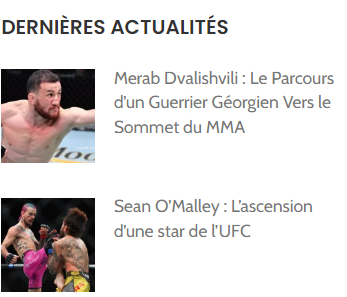 DERNIÈRES ACTUALITÉS
Merab Dvalishvili : Le Parcours
d’un Guerrier Géorgien Vers le
Sommet du MMA
Sean O’Malley : L’ascension
d’une star de l’UFC